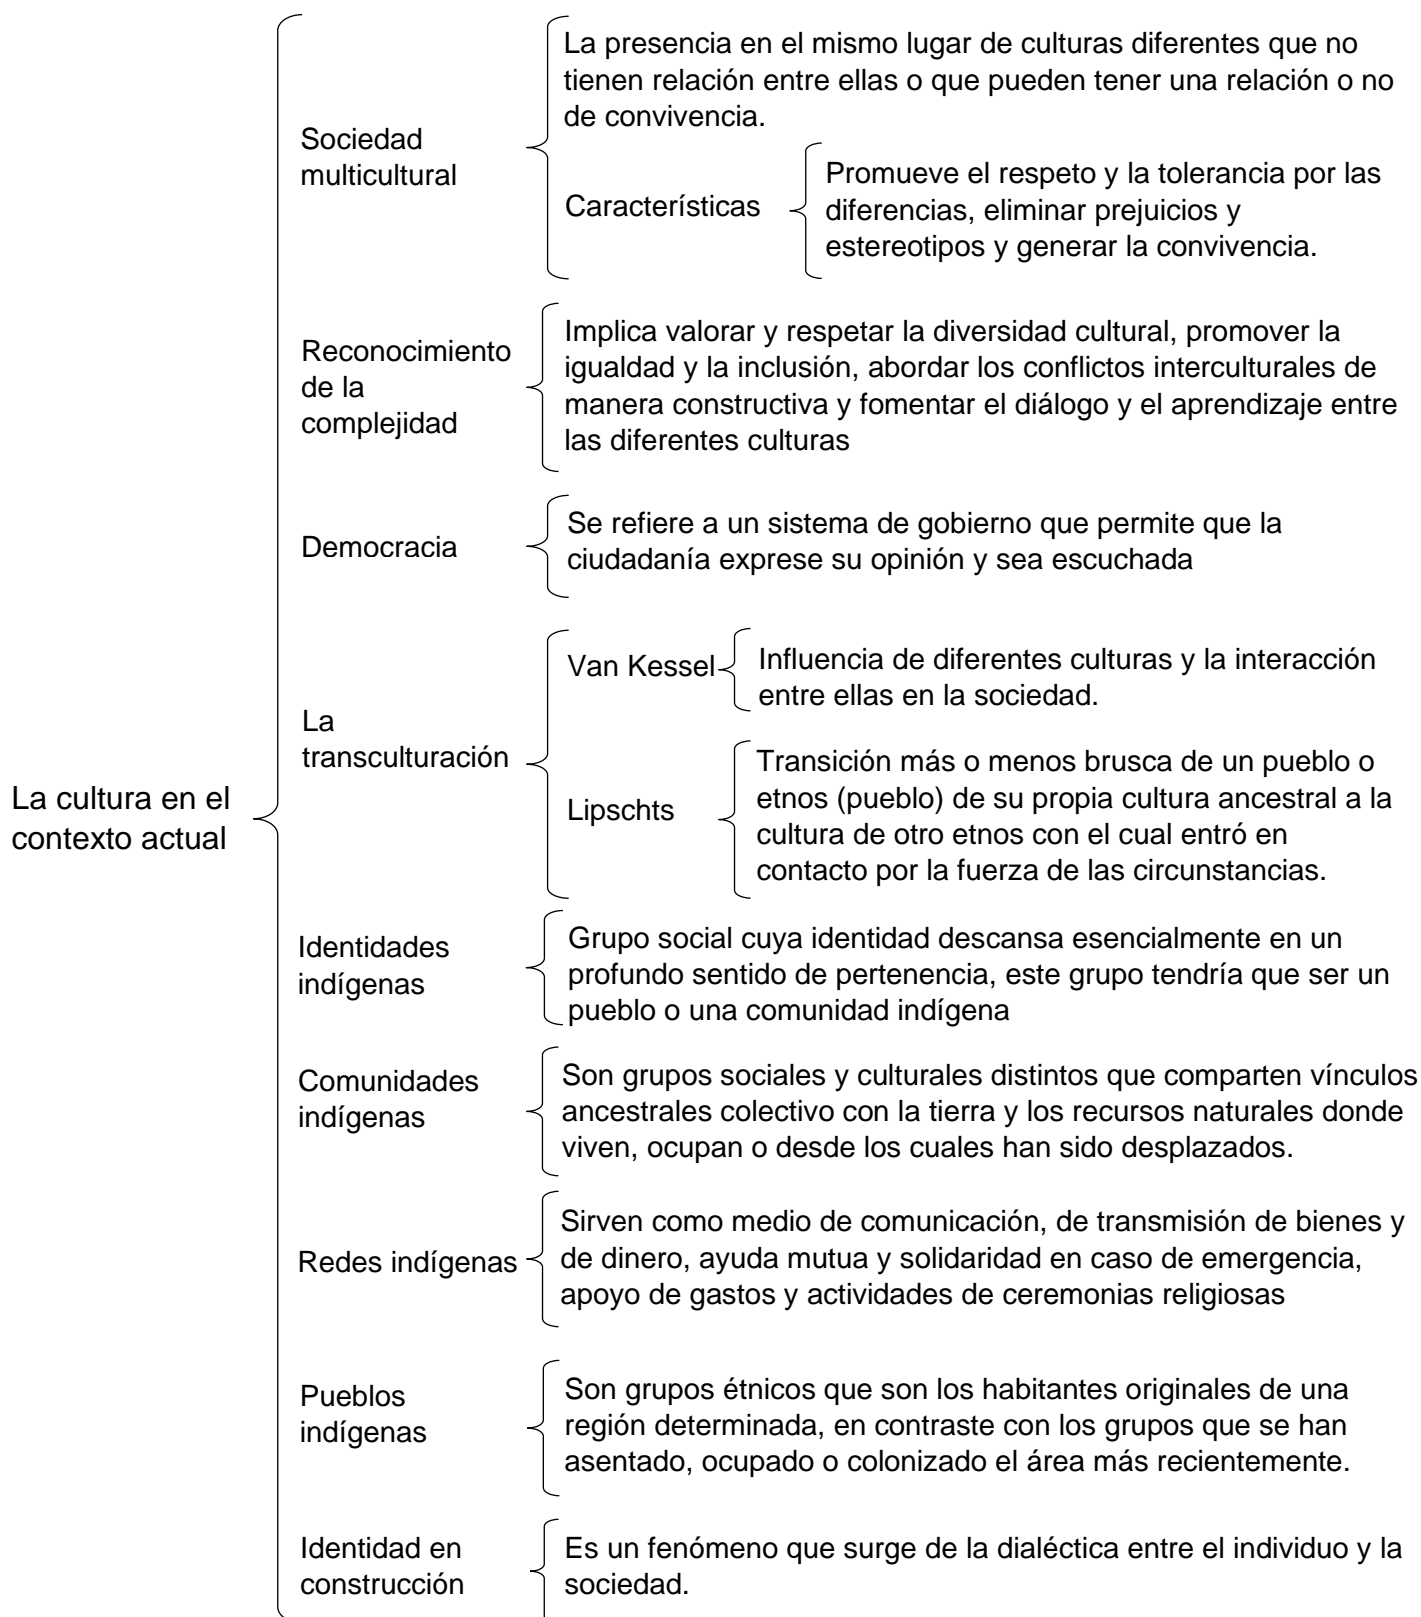 La cultura en el
contexto actual
Sociedad
multicultural
La presencia en el mismo lugar de culturas diferentes que no
tienen relación entre ellas o que pueden tener una relación o no
de convivencia.
Características
Promueve el respeto y la tolerancia por las
diferencias, eliminar prejuicios y
estereotipos y generar la convivencia.
Reconocimiento
de la
complejidad
Implica valorar y respetar la diversidad cultural, promover la
igualdad y la inclusión, abordar los conflictos interculturales de
manera constructiva y fomentar el diálogo y el aprendizaje entre
las diferentes culturas
Democracia
Se refiere a un sistema de gobierno que permite que la
ciudadanía exprese su opinión y sea escuchada
La
transculturación
Van Kessel
Influencia de diferentes culturas y la interacción
entre ellas en la sociedad.
Lipschts
Transición más o menos brusca de un pueblo o
etnos (pueblo) de su propia cultura ancestral a la
cultura de otro etnos con el cual entró en
contacto por la fuerza de las circunstancias.
Identidades
indígenas
Grupo social cuya identidad descansa esencialmente en un
profundo sentido de pertenencia, este grupo tendría que ser un
pueblo o una comunidad indígena
Comunidades
indígenas
Son grupos sociales y culturales distintos que comparten vínculos
ancestrales colectivo con la tierra y los recursos naturales donde
viven, ocupan o desde los cuales han sido desplazados.
Redes indígenas
Sirven como medio de comunicación, de transmisión de bienes y
de dinero, ayuda mutua y solidaridad en caso de emergencia,
apoyo de gastos y actividades de ceremonias religiosas
Pueblos
indígenas
Son grupos étnicos que son los habitantes originales de una
región determinada, en contraste con los grupos que se han
asentado, ocupado o colonizado el área más recientemente.
Identidad en
construcción
Es un fenómeno que surge de la dialéctica entre el individuo y la
sociedad.